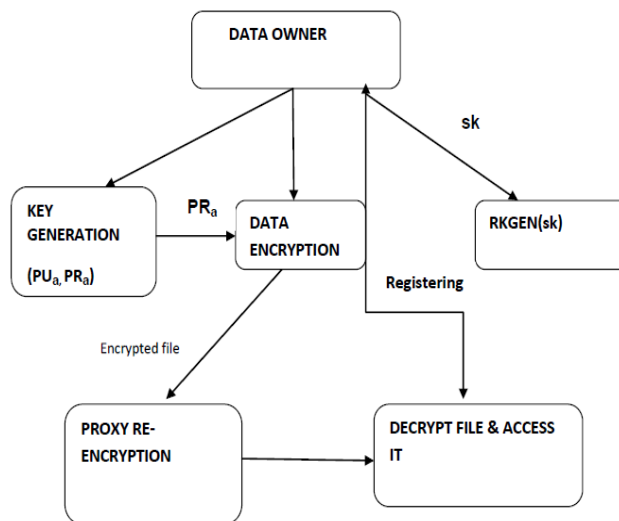 DATA OWNER
sk
KEY
GENERATION
(PUa, PRa)
PRa
DATA
ENCRYPTION
RKGEN(sk)
Registering
Encrypted file
PROXY RE-
ENCRYPTION
DECRYPT FILE & ACCESS
IT